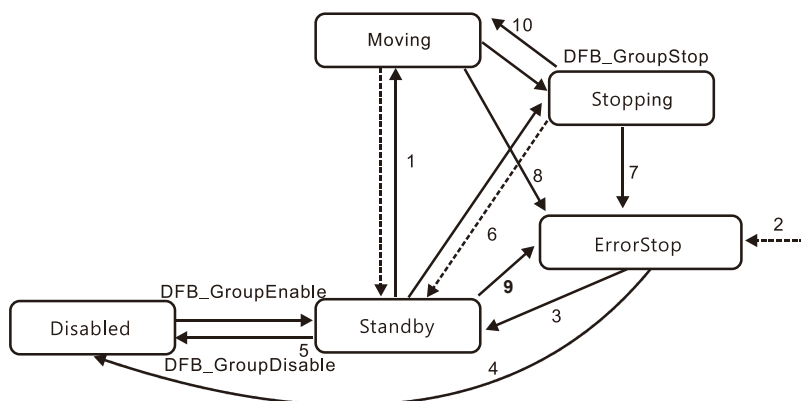 10
Moving
DFB_GroupStop
Stopping
1
8
7
6
2
ErrorStop
DFB_GroupEnable
9
3
Disabled
Standby
5
DFB_GroupDisable
4